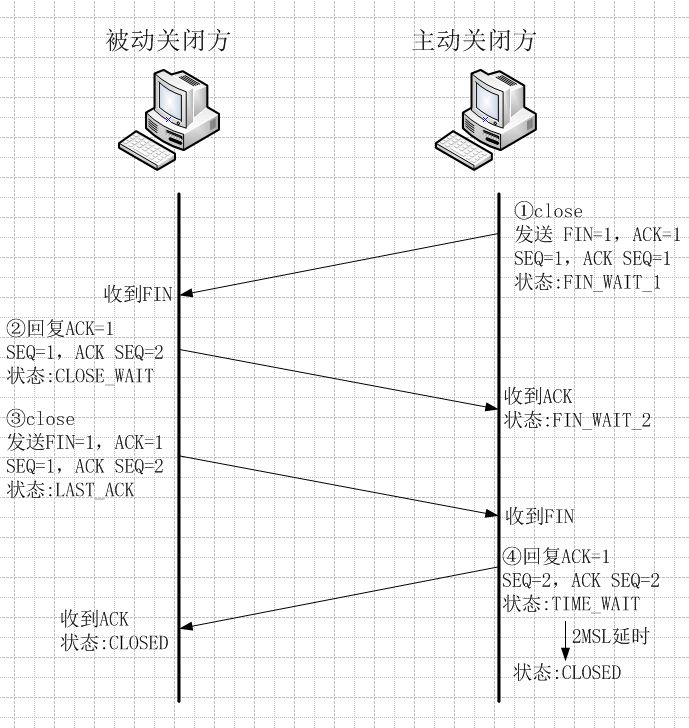 被动关闭方
主动关闭方
①close
发送 FIN=1，ACK=1
SEQ=1，ACK SEQ=1
状态:FIN_WAIT_1
收到FIN
②回复ACK=1
SEQ=1，ACK SEQ=2
状态:CLOSE_WAIT
收到ACK
状态:FIN_WAIT_2
③close
发送FIN=1，ACK=1
SEQ=1，ACK SEQ=2
状态:LAST_ACK
收到FIN
④回复ACK=1
SEQ=2，ACK SEQ=2
状态:TIME_WAIT
收到ACK
状态:CLOSED
2MSL延时
状态:CLOSED